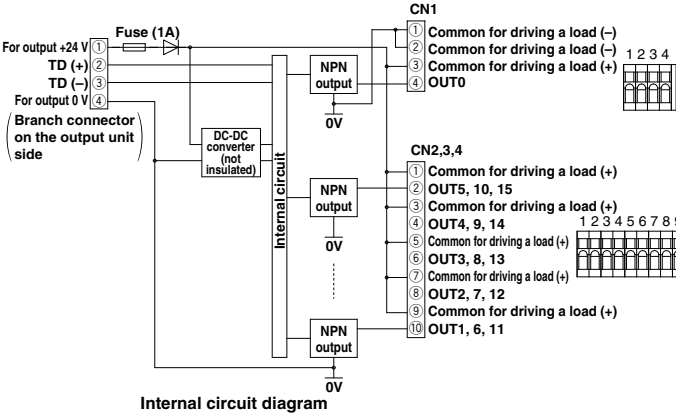 CN1
Fuse (1A)
For output +24 V ①
TD (+) ②
TD (–) ③
For output 0 V ④
Branch connector
on the output unit
side
DC-DC
converter
(not
insulated)
Internal circuit
NPN
output
0V
① Common for driving a load (–)
② Common for driving a load (–)
③ Common for driving a load (+)
④ OUT0
1 2 3 4
CN2,3,4
NPN
output
0V
① Common for driving a load (+)
② OUT5, 10, 15
③ Common for driving a load (+)
④ OUT4, 9, 14
⑤ Common for driving a load (+)
⑥ OUT3, 8, 13
⑦ Common for driving a load (+)
⑧ OUT2, 7, 12
⑨ Common for driving a load (+)
⑩ OUT1, 6, 11
1 2 3 4 5 6 7 8 9
NPN
output
0V
Internal circuit diagram